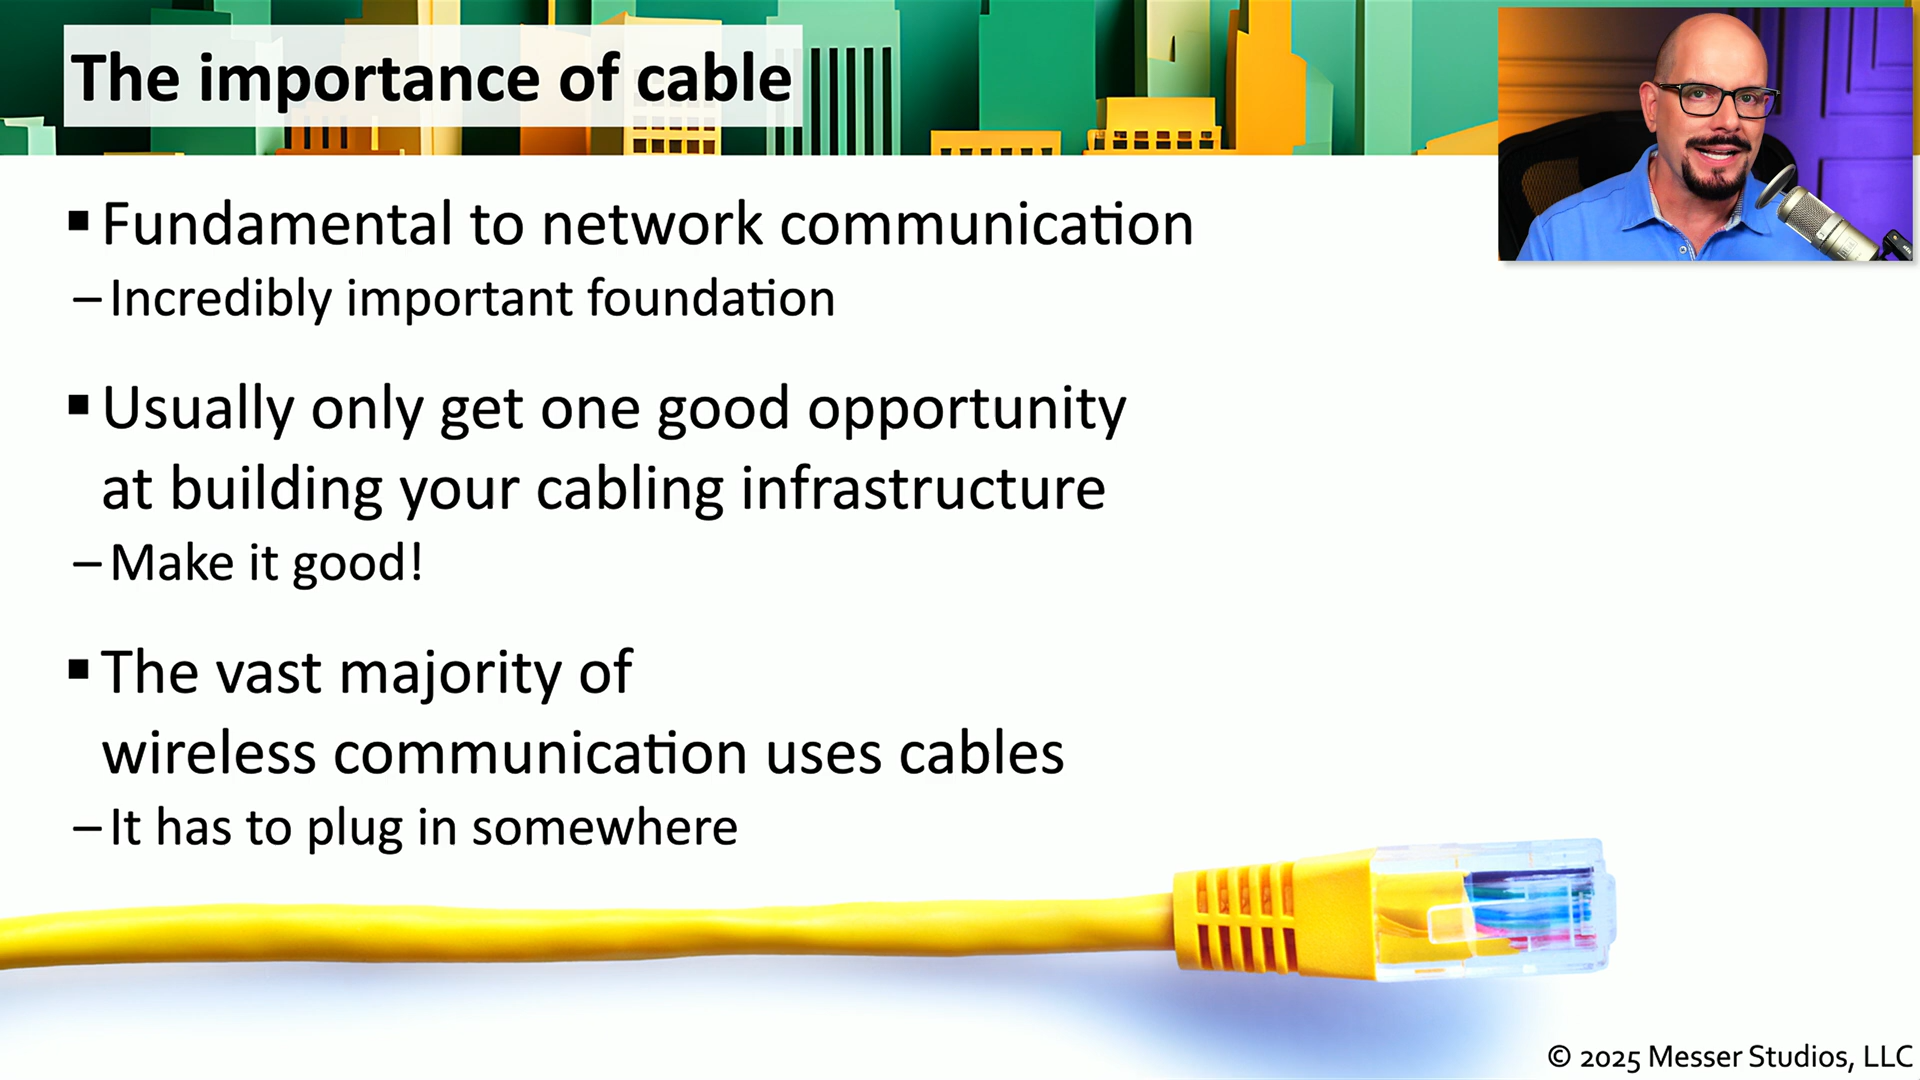 The importance of cable
▪ Fundamental to network communication
– Incredibly important foundation
▪ Usually only get one good opportunity
at building your cabling infrastructure
– Make it good!
▪ The vast majority of
wireless communication uses cables
– It has to plug in somewhere
© 2025 Messer Studios, LLC